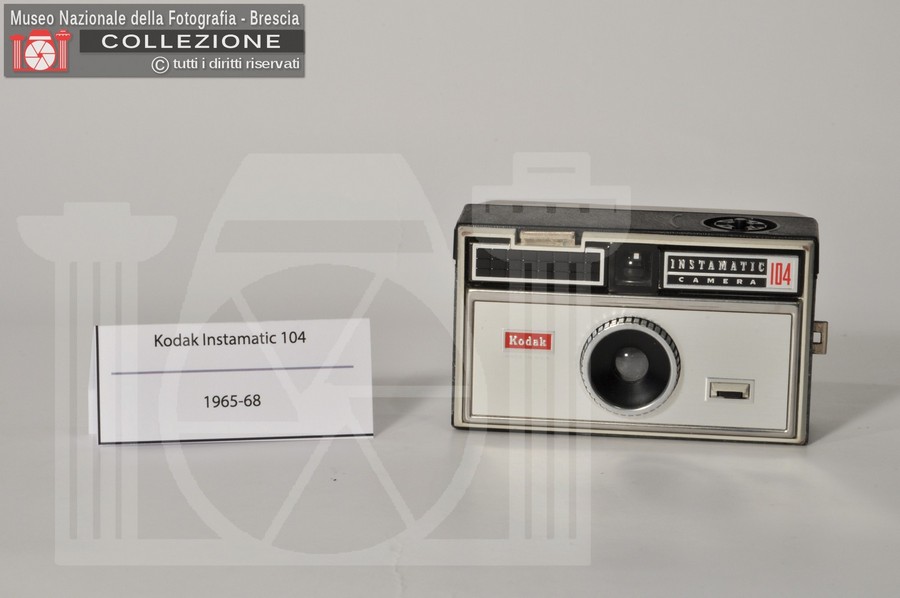 Museo Nazionale della Fotografia - Brescia
COLLEZIONE
© tutti i diritti riservati
INSTAMATIC 104
CAMERA
Kodak
Kodak Instamatic 104
1965-68